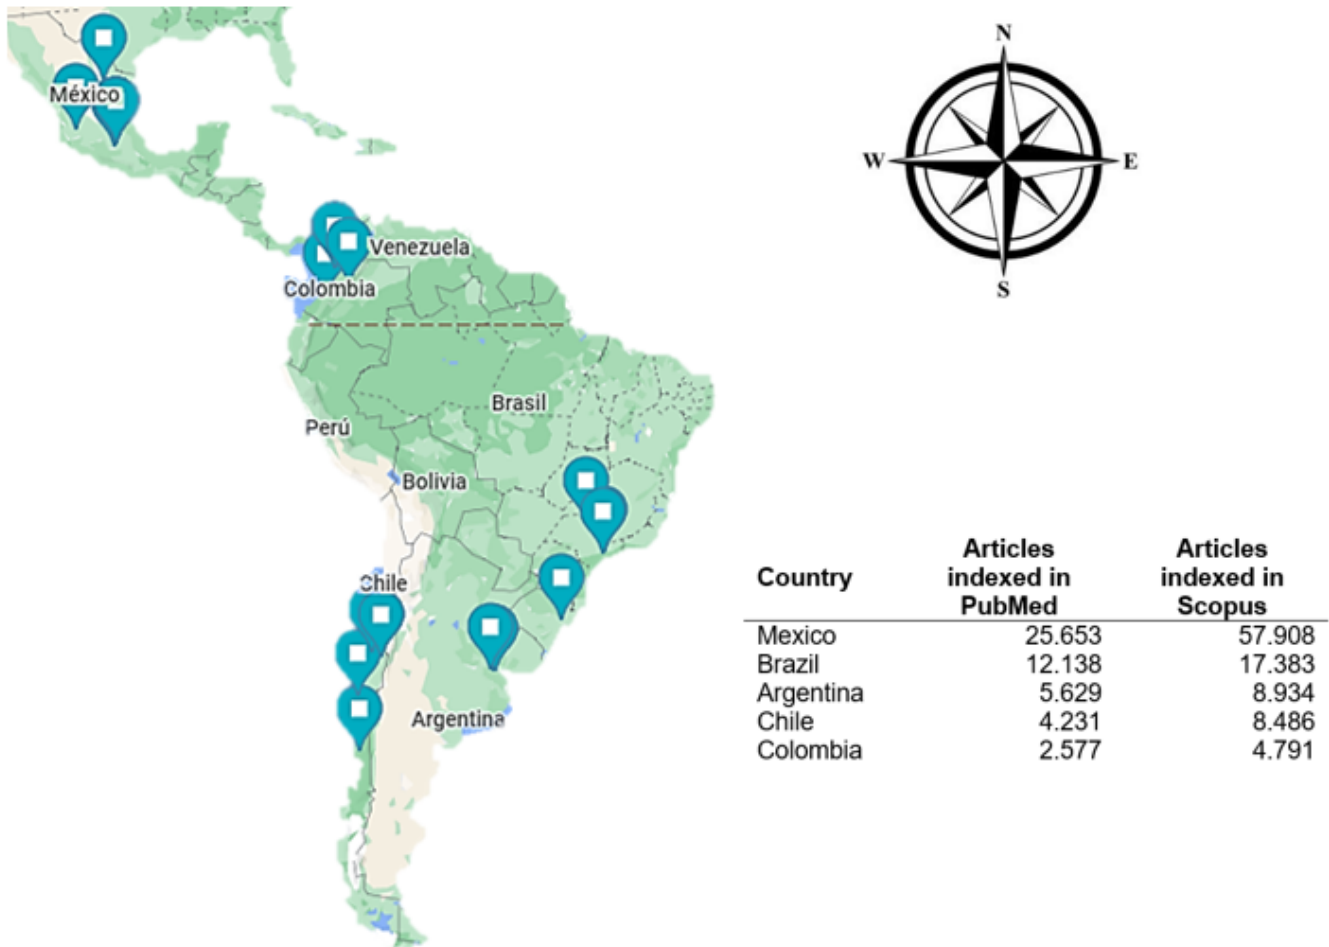 México
Venezuela
Colombia
Brasil
Perú
Bolivia
Chile
Argentina
N
W
E
S
Country Articles indexed in PubMed Articles indexed in Scopus
Mexico 25.653 57.908
Brazil 12.138 17.383
Argentina 5.629 8.934
Chile 4.231 8.486
Colombia 2.577 4.791